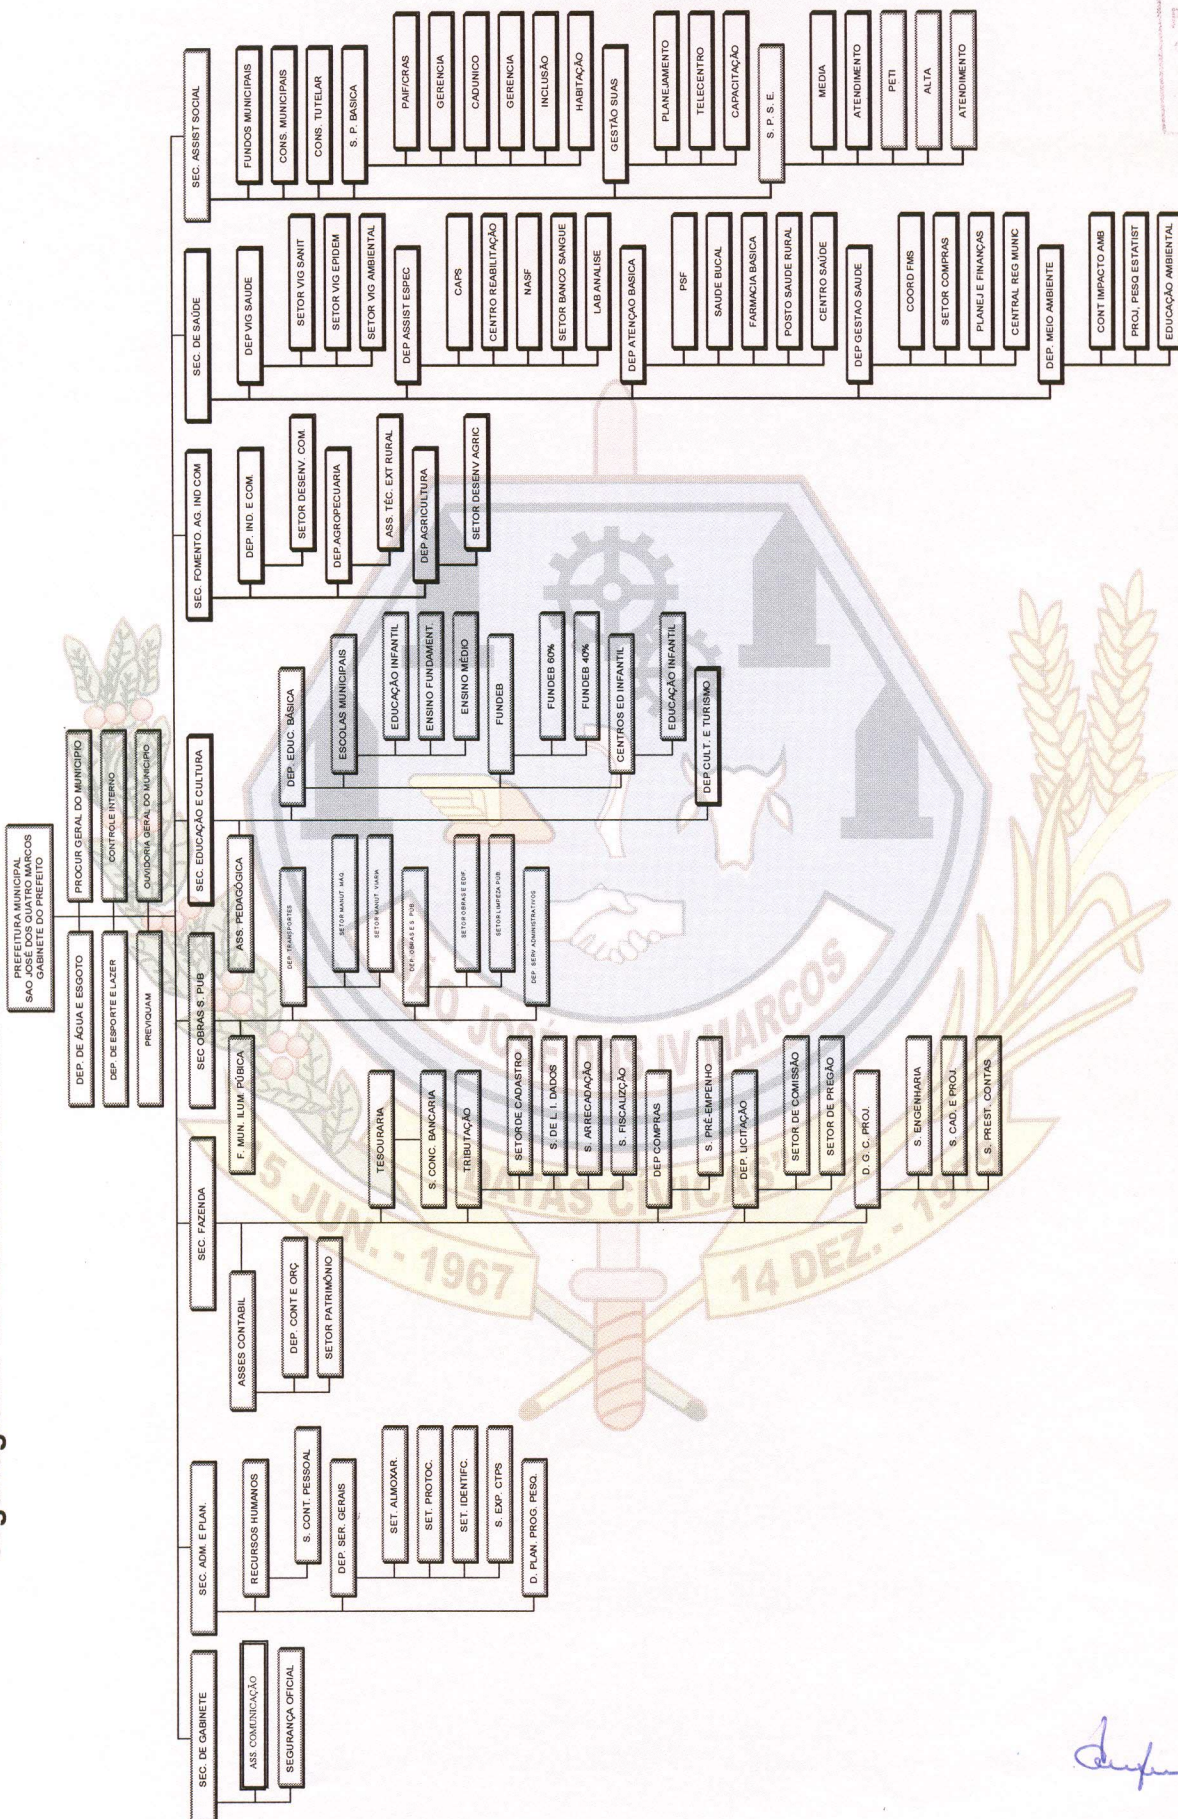 PREFEITURA MUNICIPAL
SAO JOSÉ DOS QUATRO MARCOS
GABINETE DO PREFEITO
DEP. DE ÁGUA E ESGOTO
PROCUR GERAL DO MUNICIPIO
DEP. DE ESPORTE E LAZER
CONTROLE INTERNO
PREVIQUAM
OUVIDORIA GERAL DO MUNICIPIO
SEC. DE GABINETE
ASS. COMUNICAÇÃO
SEGURANÇA OFICIAL
SEC. ADM. E PLAN.
RECURSOS HUMANOS
S. CONT. PESSOAL
DEP. SER. GERAIS
SET. ALMOXAR.
SET. PROTOC.
SET. IDENTIFC.
S. EXP. CTPS
D. PLAN. PROG. PESQ.
SEC. FAZENDA
ASSES CONTABIL
DEP. CONT E ORÇ
SETOR PATRIMÔNIO
TESOURARIA
S. CONC. BANCARIA
TRIBUTAÇÃO
SETOR DE CADASTRO
S. DE L. I. DADOS
S. ARRECADAÇÃO
S. FISCALIZÇÃO
DEP COMPRAS
S. PRÉ-EMPENHO
DEP. LICITAÇÃO
SETOR DE COMISSÃO
SETOR DE PREGÃO
D. G. C. PROJ.
S. ENGENHARIA
S. CAD. E PROJ.
S. PREST. CONTAS
SEC OBRAS S. PUB
F. MUN. ILUM. PÚBICA
DEP. TRANSPORTES
SETOR MANUT. MAQ.
SETOR MANUT. VIARIA
DEP. OBRAS E S. PUB.
SETOR OBRAS E EDIF.
SETOR LIMPEZA PÚB.
DEP. SERV ADMINISTRATIVOS
SEC. EDUCAÇÃO E CULTURA
ASS. PEDAGÓGICA
DEP. EDUC. BÁSICA
ESCOLAS MUNICIPAIS
EDUCAÇÃO INFANTIL
ENSINO FUNDAMENT.
ENSINO MÉDIO
FUNDEB
FUNDEB 60%
FUNDEB 40%
CENTROS ED INFANTIL
EDUCAÇÃO INFANTIL
DEP CULT. E TURISMO
SEC. FOMENTO. AG. IND COM
DEP. IND. E COM.
SETOR DESENV. COM.
DEP.AGROPECUARIA
ASS. TÉC. EXT RURAL
DEP AGRICULTURA
SETOR DESENV AGRIC
SEC. DE SAÚDE
DEP VIG SAUDE
SETOR VIG SANIT
SETOR VIG EPIDEM
SETOR VIG AMBIENTAL
DEP ASSIST ESPEC
CAPS
CENTRO REABILITAÇÃO
NASF
SETOR BANCO SANGUE
LAB ANALISE
DEP ATENÇAO BASICA
PSF
SAUDE BUCAL
FARMACIA BASICA
POSTO SAUDE RURAL
CENTRO SAÚDE
DEP GESTAO SAUDE
COORD FMS
SETOR COMPRAS
PLANEJ E FINANÇAS
CENTRAL REG MUNIC
DEP. MEIO AMBIENTE
CONT IMPACTO AMB
PROJ, PESQ ESTATIST
EDUCAÇÃO AMBIENTAL
SEC. ASSIST SOCIAL
FUNDOS MUNICIPAIS
CONS. MUNICIPAIS
CONS. TUTELAR
S. P. BASICA
PAIF/CRAS
GERENCIA
CADUNICO
GERENCIA
INCLUSÃO
HABITAÇÃO
GESTÃO SUAS
PLANEJAMENTO
TELECENTRO
CAPACITAÇÃO
S. P. S. E.
MEDIA
ATENDIMENTO
PETI
ALTA
ATENDIMENTO
SÃO JOSÉ DOS IV MARCOS
15 JUN. - 1967
"DATAS CÍVICAS"
14 DEZ. -